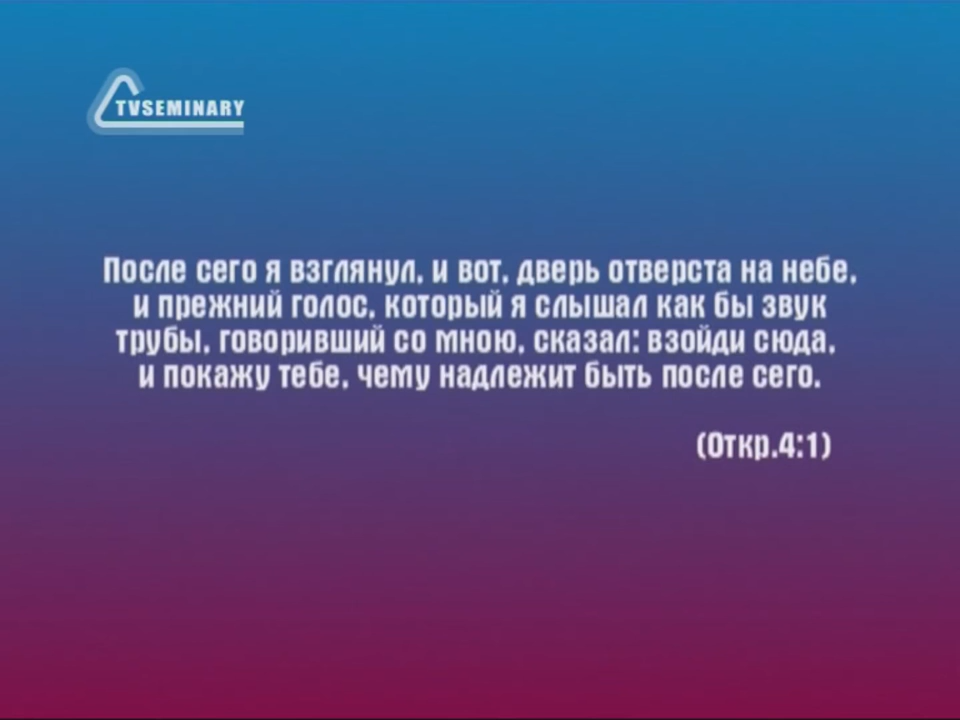 TVSEMINARY
После сего я взглянул, и вот, дверь отверста на небе,
и прежний голос, который я слышал как бы звук
трубы, говоривший со мною, сказал: взойди сюда,
и покажу тебе, чему надлежит быть после сего.
(Откр.4:1)